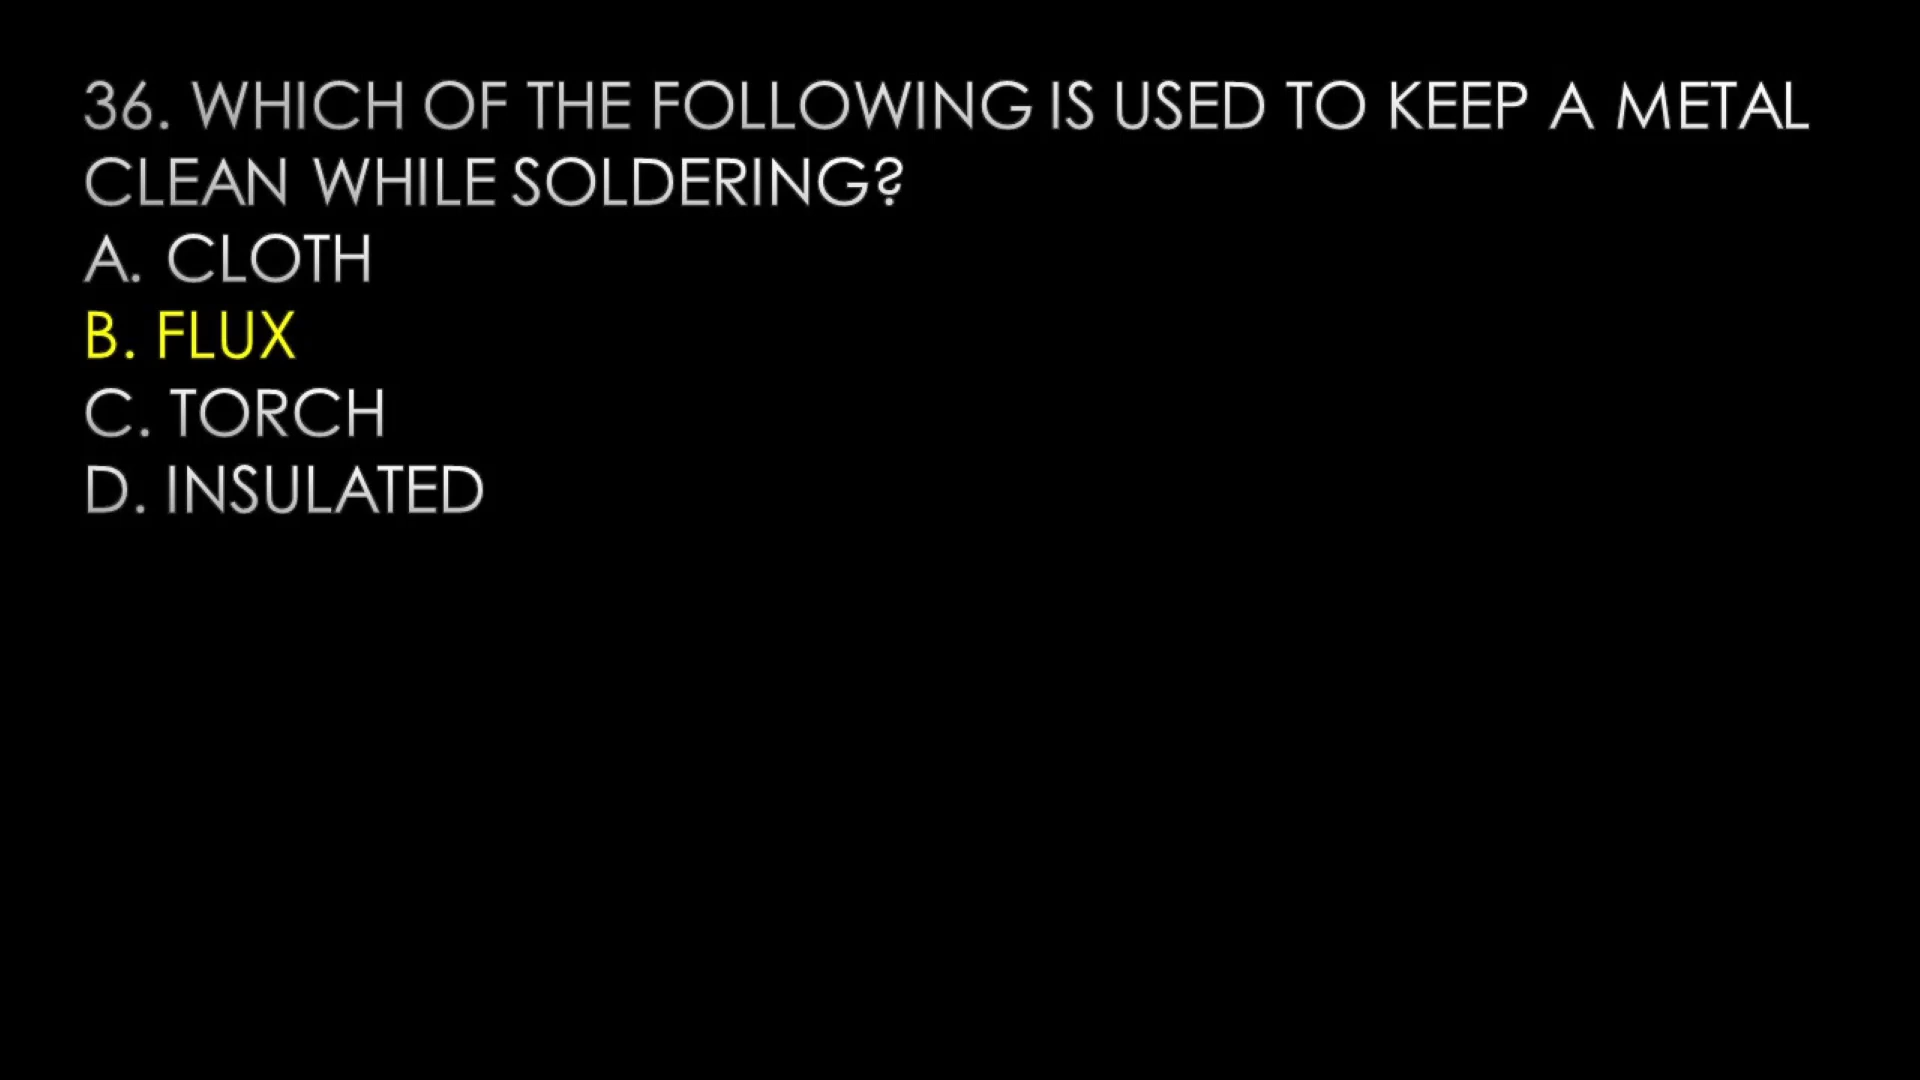 36. WHICH OF THE FOLLOWING IS USED TO KEEP A METAL
CLEAN WHILE SOLDERING?
A. CLOTH
B. FLUX
C. TORCH
D. INSULATED